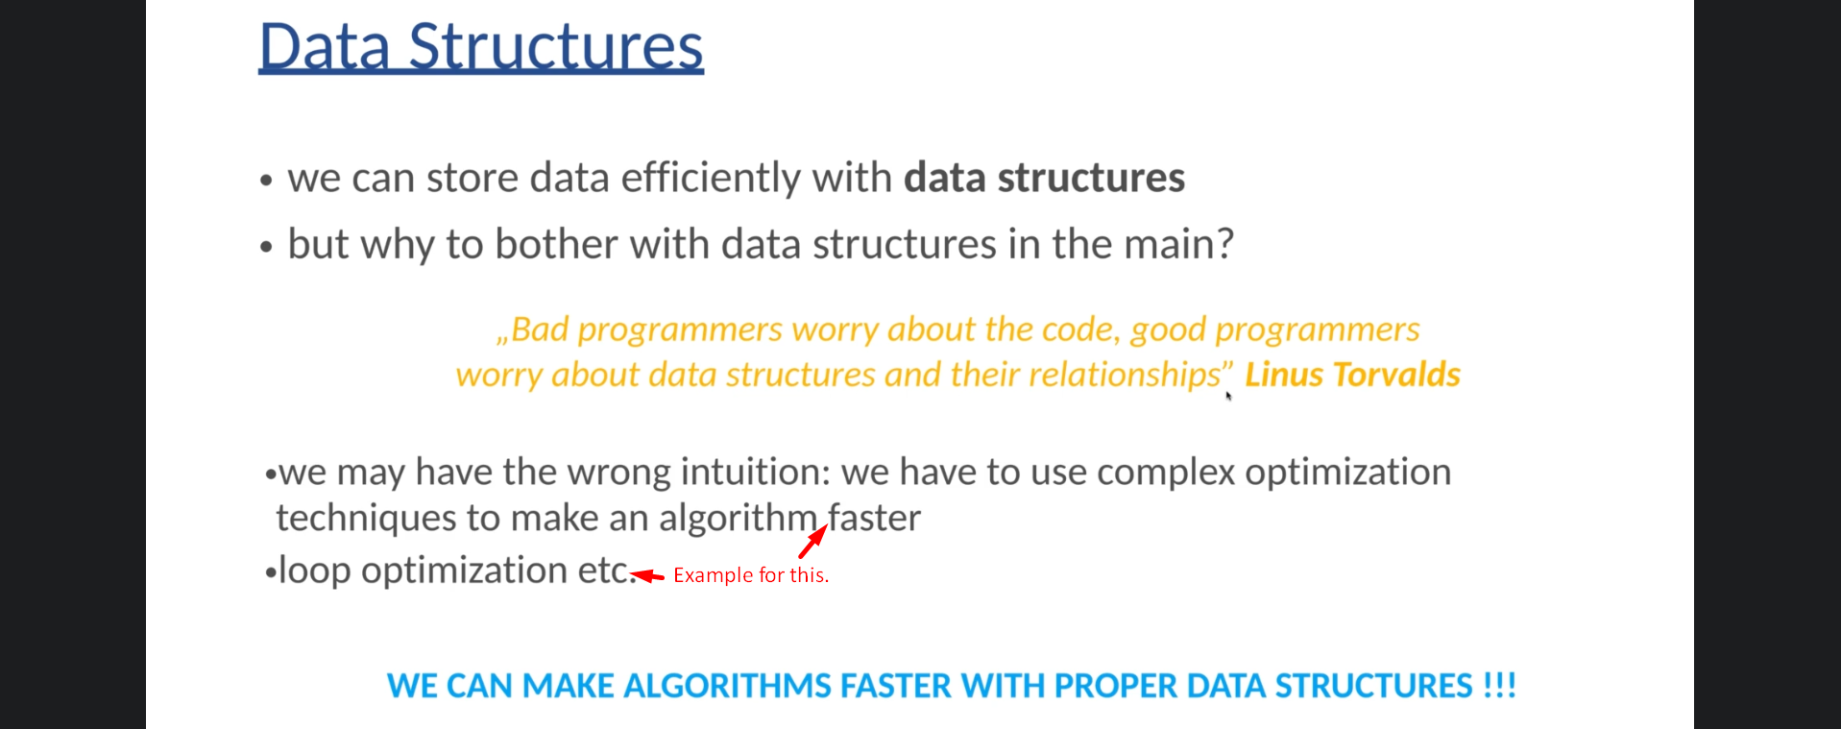 Data Structures
• we can store data efficiently with data structures
• but why to bother with data structures in the main?
„Bad programmers worry about the code, good programmers
worry about data structures and their relationships” Linus Torvalds
•we may have the wrong intuition: we have to use complex optimization
techniques to make an algorithm faster
•loop optimization etc. Example for this.
WE CAN MAKE ALGORITHMS FASTER WITH PROPER DATA STRUCTURES !!!